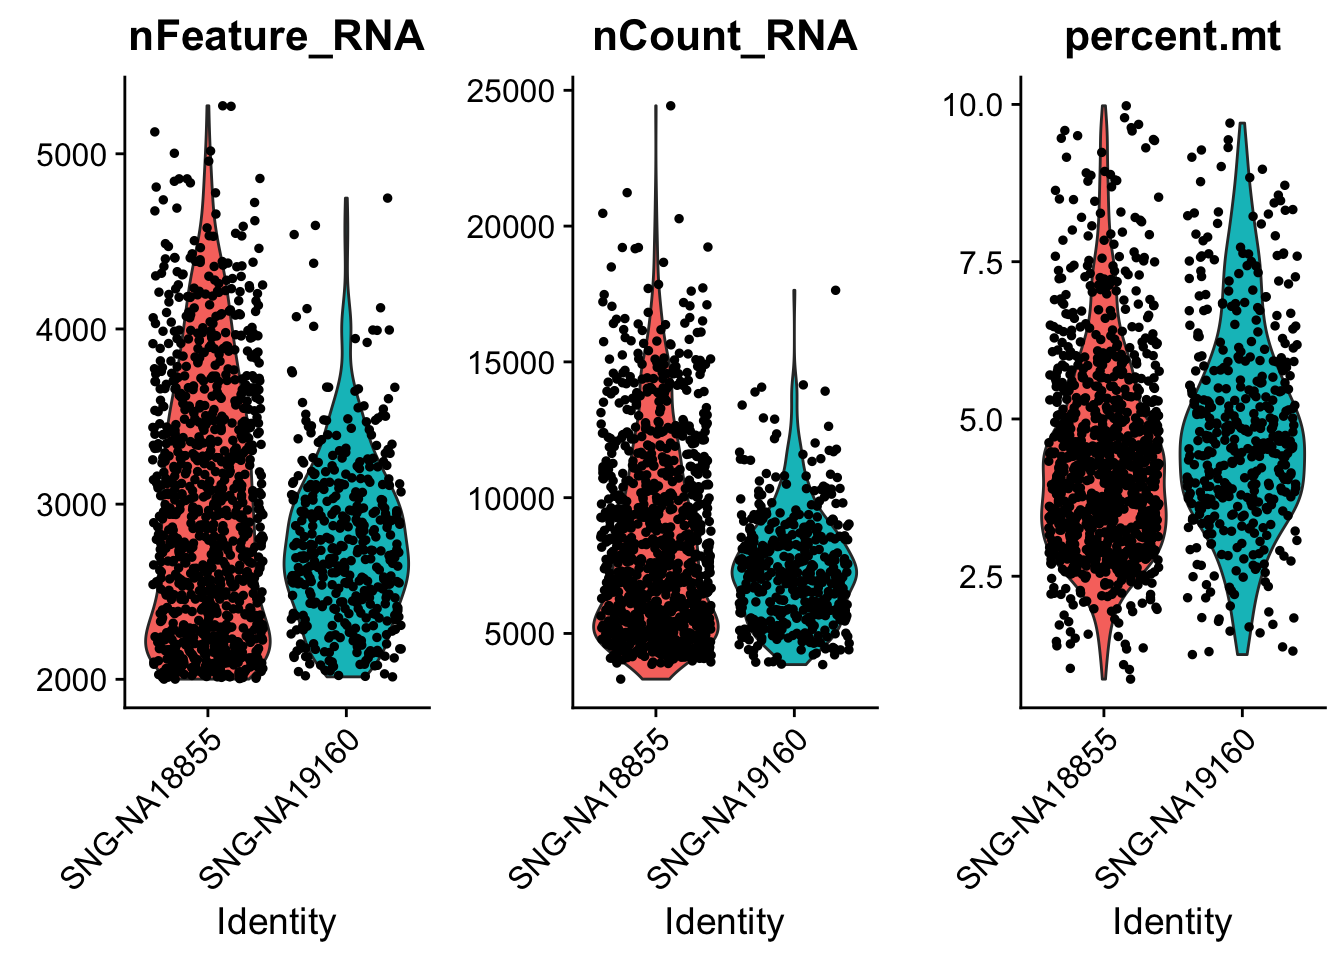 nFeature_RNA
5000
4000
3000
2000
SNG-NA18855
SNG-NA19160
Identity
nCount_RNA
25000
20000
15000
10000
5000
SNG-NA18855
SNG-NA19160
Identity
percent.mt
10.0
7.5
5.0
2.5
SNG-NA18855
SNG-NA19160
Identity